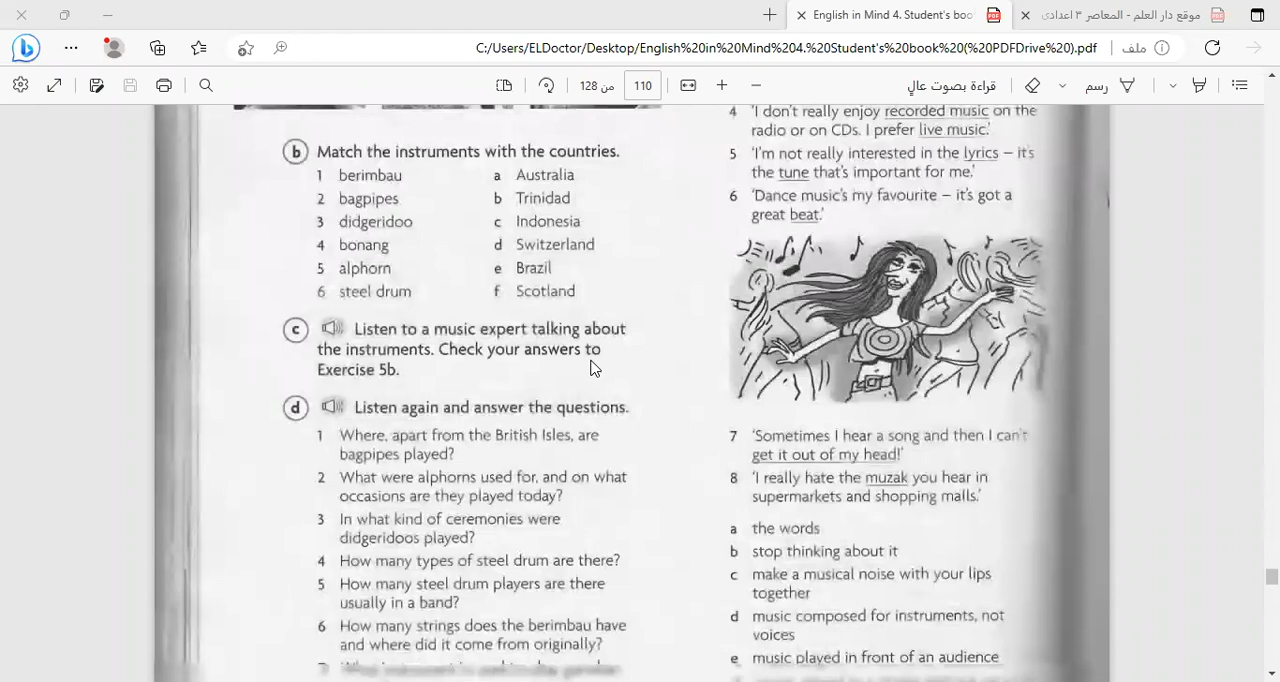 English in Mind 4. Student's boo
موقع دار العلم - المعاصر ٣ اعدادى
C:/Users/ELDoctor/Desktop/English%20in%20Mind%204.%20Student's%20book%20(%20PDFDrive%20).pdf
ملف
128 من
110
قراءة بصوت عالٍ
رسم
b Match the instruments with the countries.
1 berimbau a Australia
2 bagpipes b Trinidad
3 didgeridoo c Indonesia
4 bonang d Switzerland
5 alphorn e Brazil
6 steel drum f Scotland
c Listen to a music expert talking about
the instruments. Check your answers to
Exercise 5b.
d Listen again and answer the questions.
1 Where, apart from the British Isles, are
bagpipes played?
2 What were alphorns used for, and on what
occasions are they played today?
3 In what kind of ceremonies were
didgeridoos played?
4 How many types of steel drum are there?
5 How many steel drum players are there
usually in a band?
6 How many strings does the berimbau have
and where did it come from originally?
4 'I don't really enjoy recorded music on the
radio or on CDs. I prefer live music.'
5 'I'm not really interested in the lyrics – it's
the tune that's important for me.'
6 'Dance music's my favourite – it's got a
great beat.'
7 'Sometimes I hear a song and then I can't
get it out of my head!'
8 'I really hate the muzak you hear in
supermarkets and shopping malls.'
a the words
b stop thinking about it
c make a musical noise with your lips
together
d music composed for instruments, not
voices
e music played in front of an audience